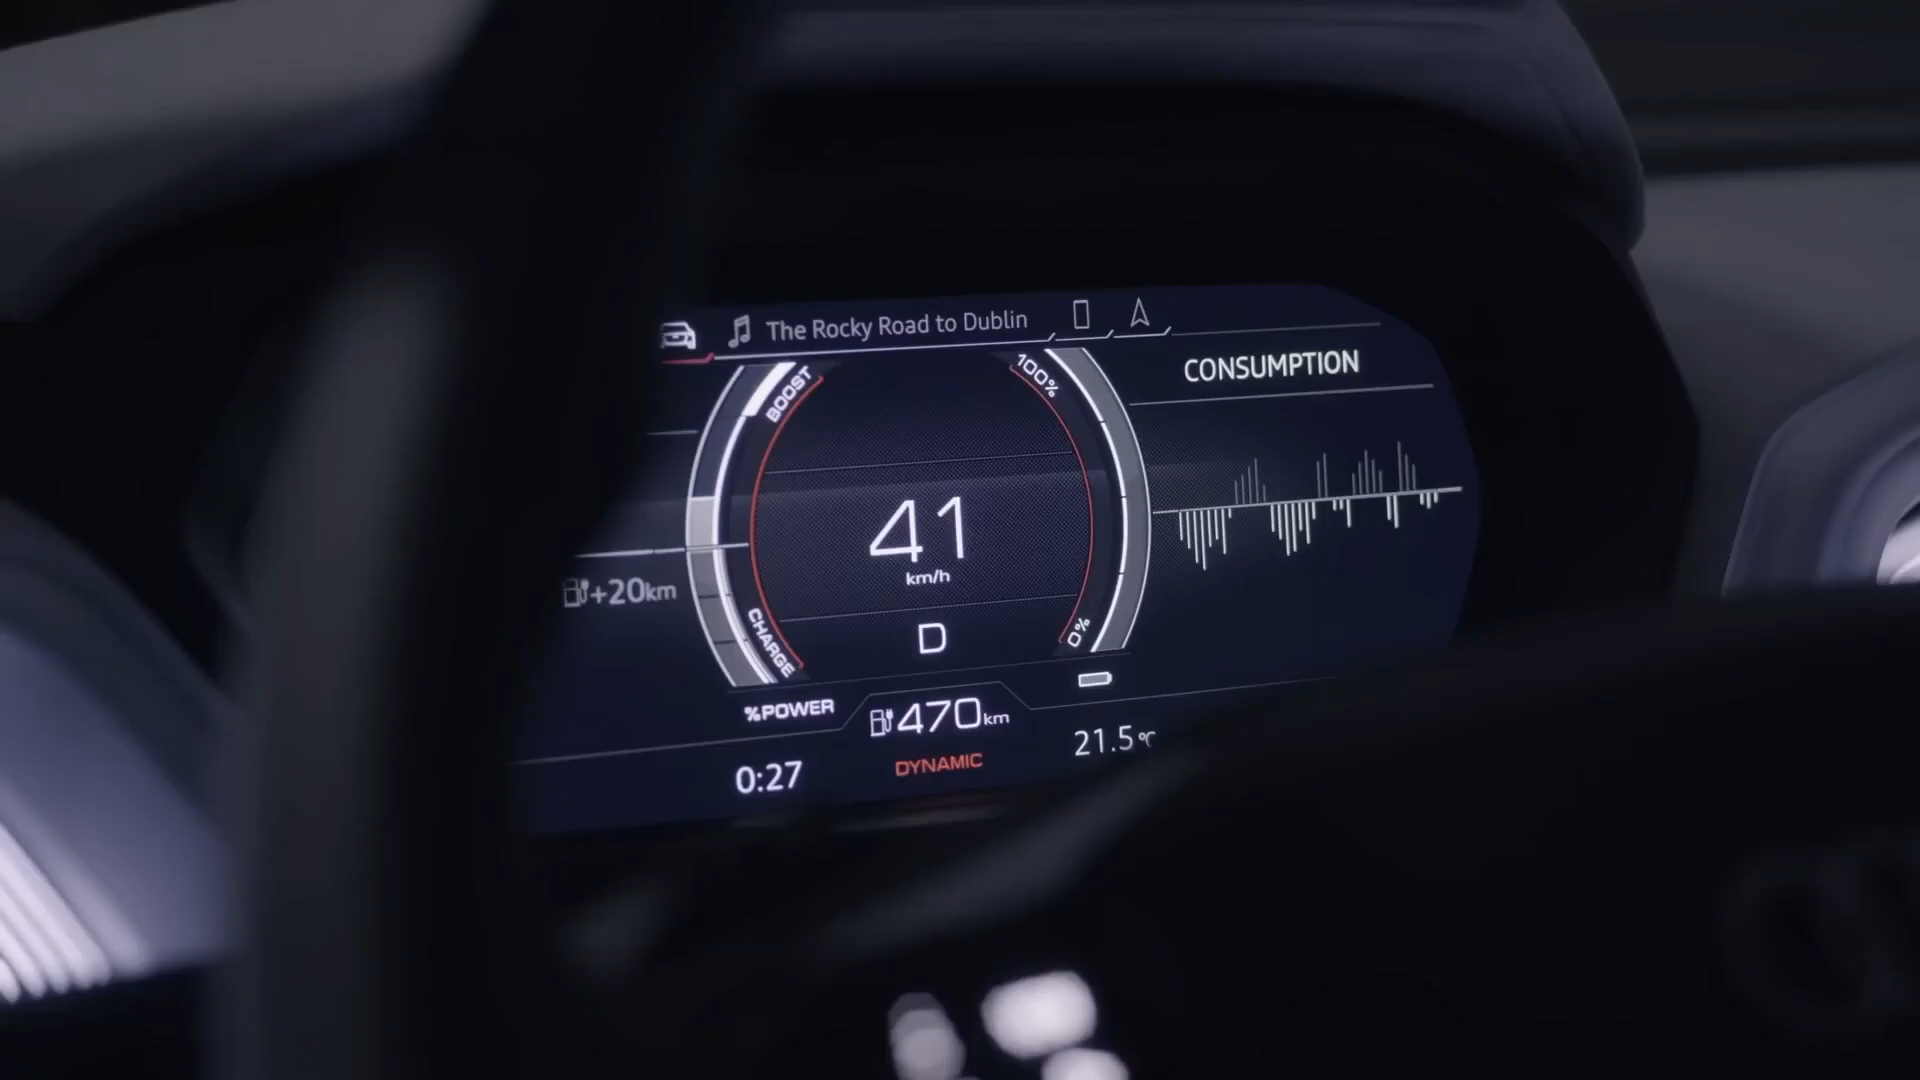 The Rocky Road to Dublin
CONSUMPTION
BOOST
100%
41
km/h
+20km
CHARGE
0%
D
%POWER
470km
21.5°C
0:27
DYNAMIC